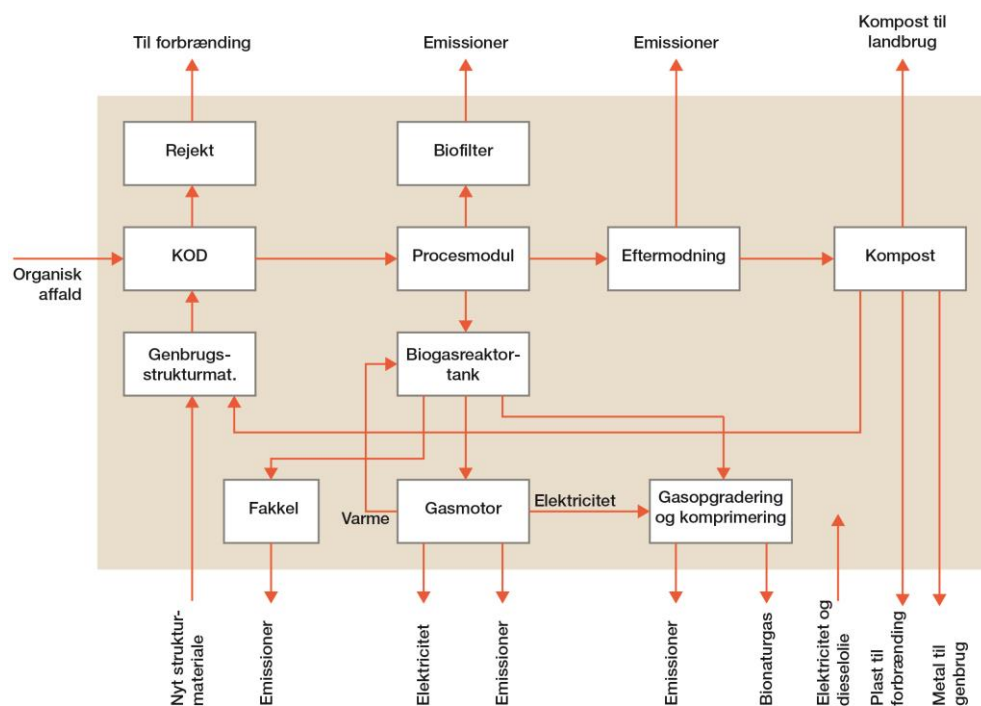 Til forbrænding
Emissioner
Emissioner
Kompost til
landbrug
Rejekt
Biofilter
Organisk
affald
KOD
Procesmodul
Eftermodning
Kompost
Genbrugs-
strukturmat.
Biogasreaktor-
tank
Fakkel
Varme
Gasmotor
Elektricitet
Gasopgradering
og komprimering
Nyt struktur-
materiale
Emissioner
Elektricitet
Emissioner
Emissioner
Bionaturgas
Elektricitet og
dieselolie
Plast til
forbrænding
Metal til
genbrug